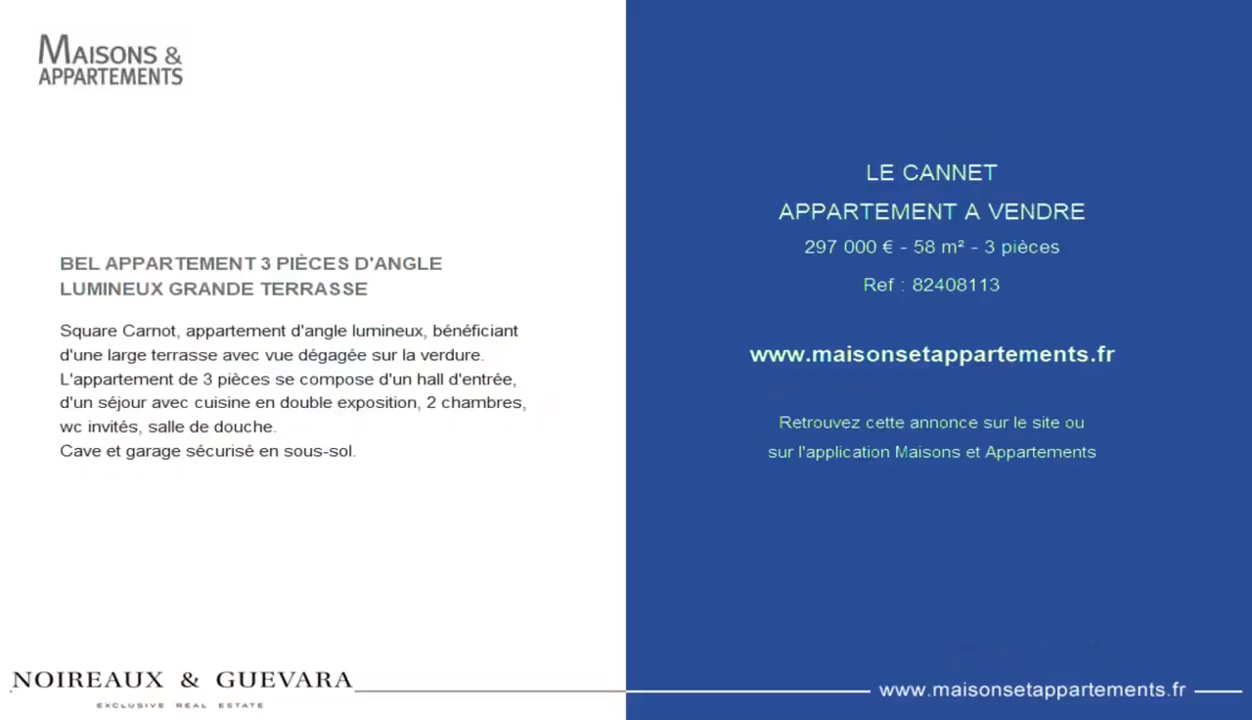 MAISONS &
APPARTEMENTS
BEL APPARTEMENT 3 PIÈCES D'ANGLE
LUMINEUX GRANDE TERRASSE
Square Carnot, appartement d'angle lumineux, bénéficiant
d'une large terrasse avec vue dégagée sur la verdure.
L'appartement de 3 pièces se compose d'un hall d'entrée,
d'un séjour avec cuisine en double exposition, 2 chambres,
wc invités, salle de douche.
Cave et garage sécurisé en sous-sol.
NOIREAUX & GUEVARA
EXCLUSIVE REAL ESTATE
LE CANNET
APPARTEMENT A VENDRE
297 000 € - 58 m² - 3 pièces
Ref : 82408113
www.maisonsetappartements.fr
Retrouvez cette annonce sur le site ou
sur l'application Maisons et Appartements
www.maisonsetappartements.fr